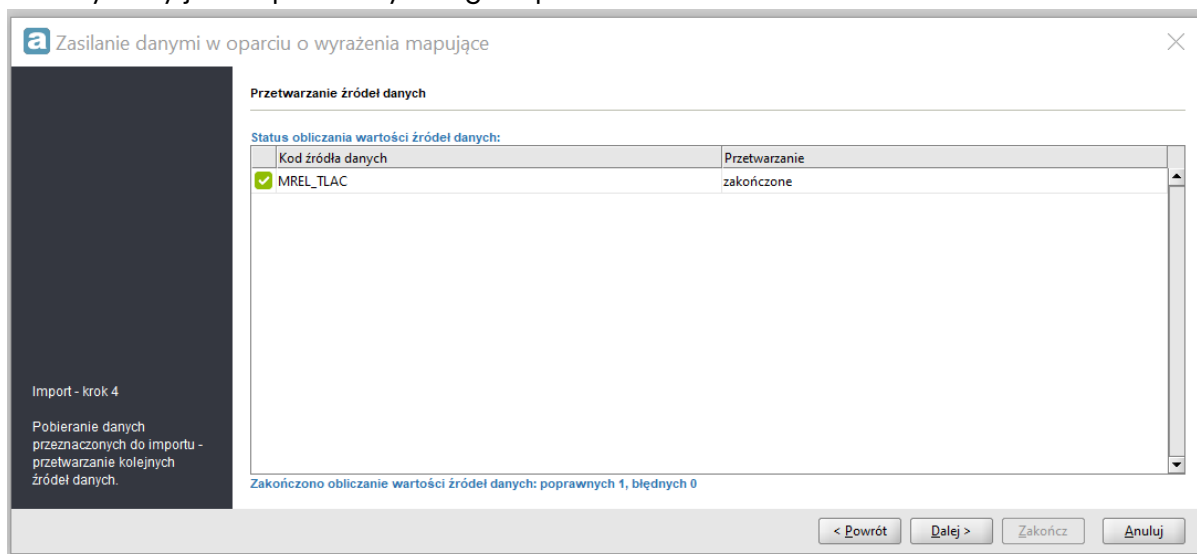 a Zasilanie danymi w oparciu o wyrażenia mapujące
Przetwarzanie źródeł danych
Status obliczania wartości źródeł danych:
Kod źródła danych Przetwarzanie
MREL_TLAC zakończone
Import - krok 4
Pobieranie danych
przeznaczonych do importu -
przetwarzanie kolejnych
źródeł danych.
Zakończono obliczanie wartości źródeł danych: poprawnych 1, błędnych 0
< Powrót Dalej > Zakończ Anuluj